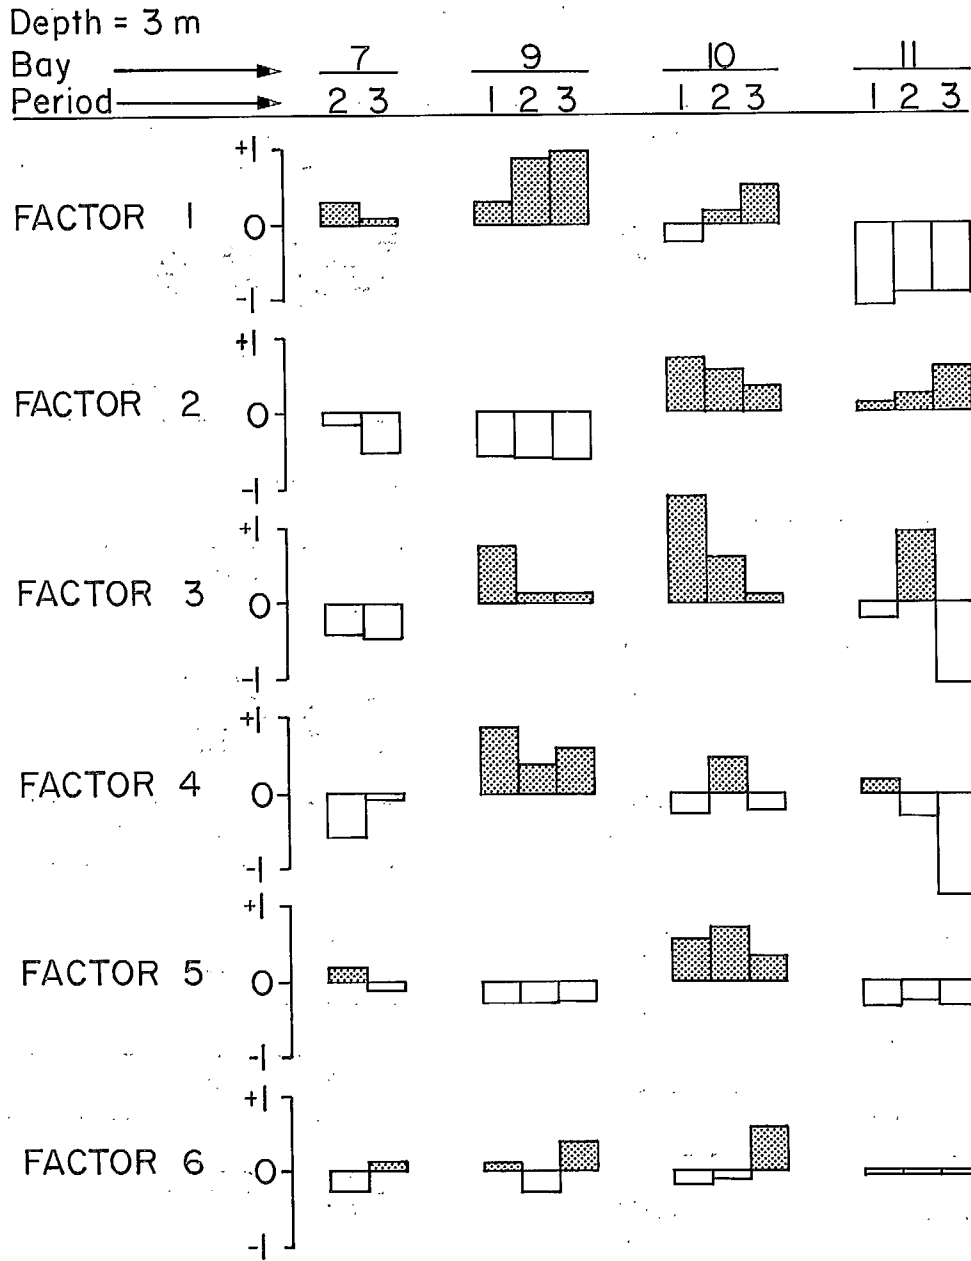 Depth = 3 m
Bay 7 9 10 11
Period 2 3 1 2 3 1 2 3 1 2 3
+1
FACTOR 1 0
-1
+1
FACTOR 2 0
-1
+1
FACTOR 3 0
-1
+1
FACTOR 4 0
-1
+1
FACTOR 5 0
-1
+1
FACTOR 6 0
-1